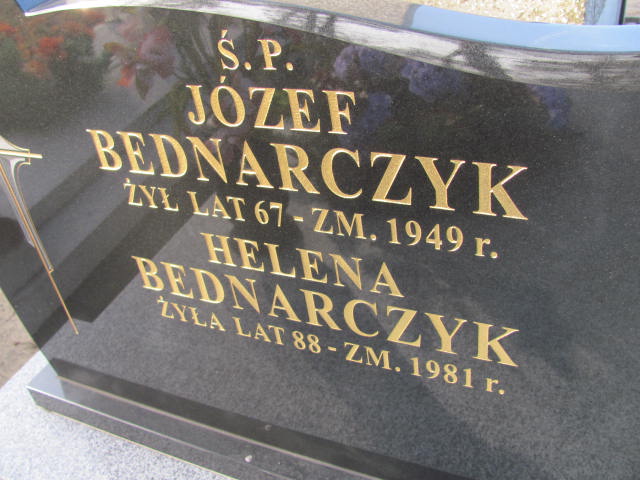 Ś.P.
JÓZEF
BEDNARCZYK
ŻYŁ LAT 67 - ZM. 1949 r.
HELENA
BEDNARCZYK
ŻYŁA LAT 88 - ZM. 1981 r.